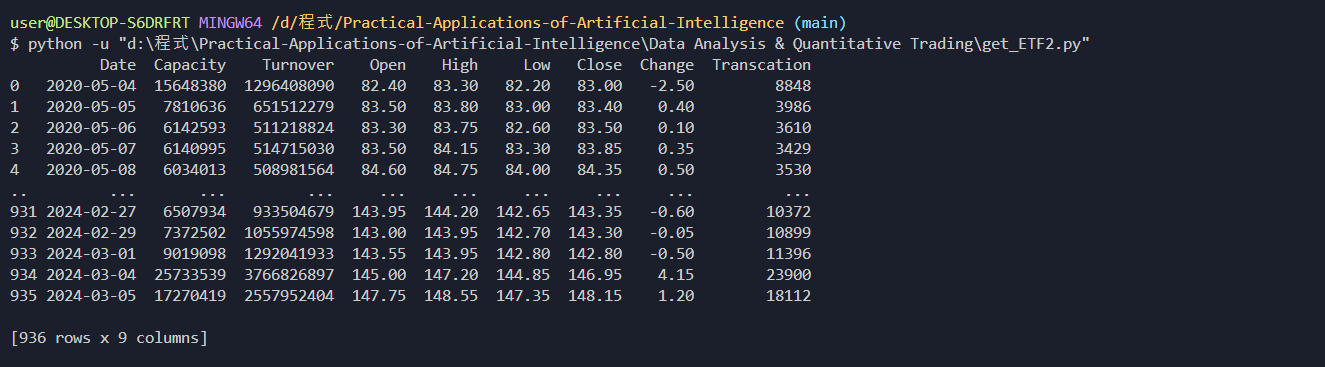 user@DESKTOP-S6DRFRT MINGW64 /d/程式/Practical-Applications-of-Artificial-Intelligence (main)
$ python -u "d:\程式\Practical-Applications-of-Artificial-Intelligence\Data Analysis & Quantitative Trading\get_ETF2.py"
Date Capacity Turnover Open High Low Close Change Transcation
0 2020-05-04 15648380 1296408090 82.40 83.30 82.20 83.00 -2.50 8848
1 2020-05-05 7810636 651512279 83.50 83.80 83.00 83.40 0.40 3986
2 2020-05-06 6142593 511218824 83.30 83.75 82.60 83.50 0.10 3610
3 2020-05-07 6140995 514715030 83.50 84.15 83.30 83.85 0.35 3429
4 2020-05-08 6034013 508981564 84.60 84.75 84.00 84.35 0.50 3530
.. ... ... ... ... ... ... ... ... ...
931 2024-02-27 6507934 933504679 143.95 144.20 142.65 143.35 -0.60 10372
932 2024-02-29 7372502 1055974598 143.00 143.95 142.70 143.30 -0.05 10899
933 2024-03-01 9019098 1292041933 143.55 143.95 142.80 142.80 -0.50 11396
934 2024-03-04 25733539 3766826897 145.00 147.20 144.85 146.95 4.15 23900
935 2024-03-05 17270419 2557952404 147.75 148.55 147.35 148.15 1.20 18112
[936 rows x 9 columns]